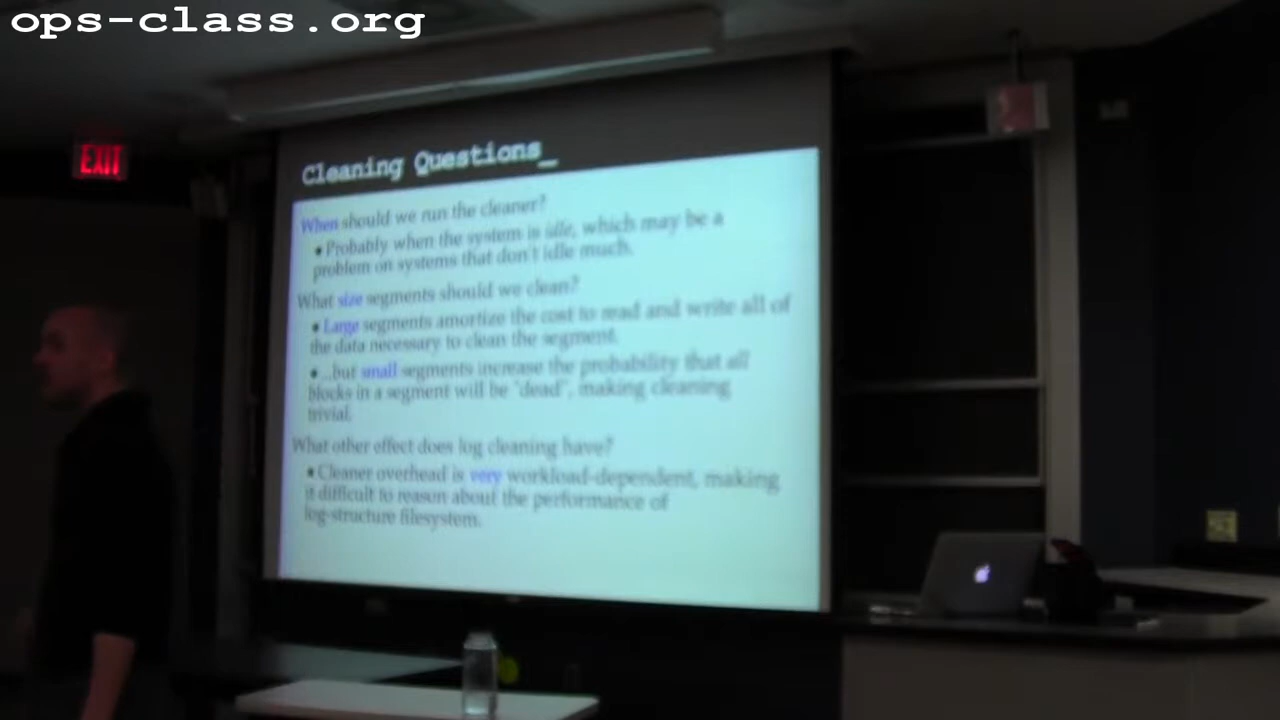 ops-class.org
EXIT
Cleaning Questions_
When should we run the cleaner?
• Probably when the system is idle, which may be a
problem on systems that don't idle much.
What size segments should we clean?
• Large segments amortize the cost to read and write all of
the data necessary to clean the segment.
• ...but small segments increase the probability that all
blocks in a segment will be "dead", making cleaning
trivial.
What other effect does log cleaning have?
• Cleaner overhead is very workload-dependent, making
it difficult to reason about the performance of
log-structure filesystem.